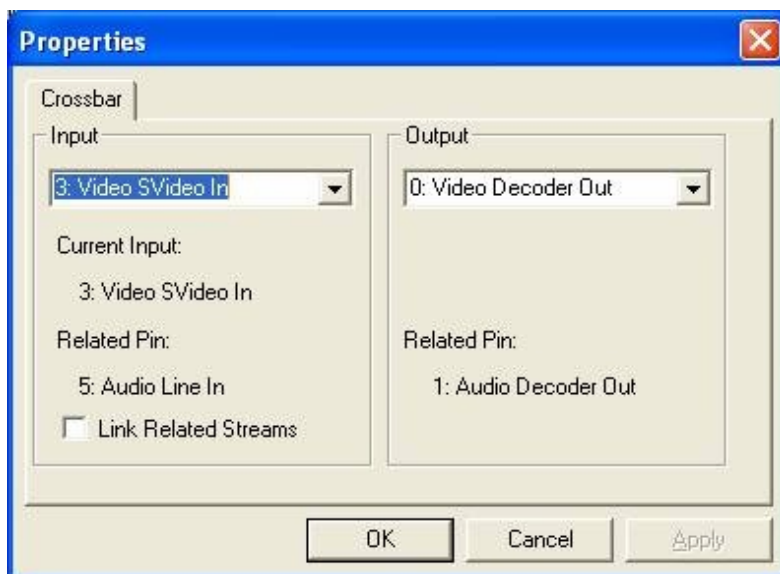 Properties
Crossbar
Input
3: Video SVideo In
Current Input:
3: Video SVideo In
Related Pin:
5: Audio Line In
Link Related Streams
Output
0: Video Decoder Out
Related Pin:
1: Audio Decoder Out
OK
Cancel
Apply